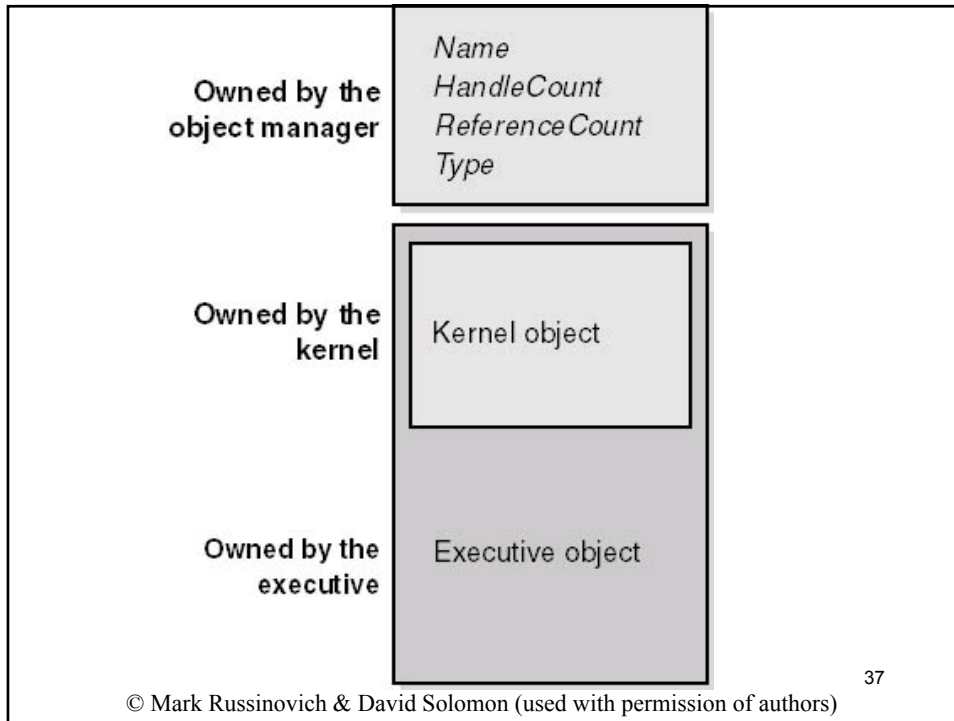 Owned by the
object manager
Name
HandleCount
ReferenceCount
Type
Owned by the
kernel
Kernel object
Owned by the
executive
Executive object
37
© Mark Russinovich & David Solomon (used with permission of authors)